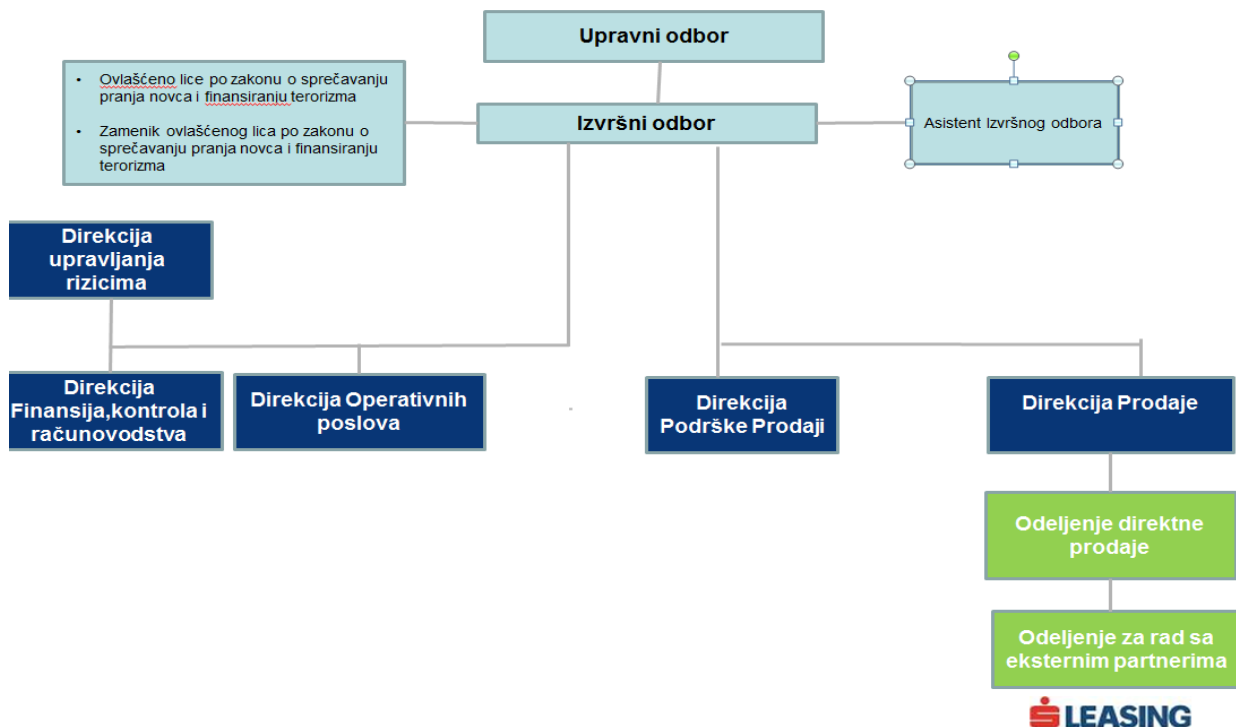 Upravni odbor
• Ovlašćeno lice po zakonu o sprečavanju
pranja novca i finansiranju terorizma
• Zamenik ovlašćenog lica po zakonu o
sprečavanju pranja novca i finansiranju
terorizma
Izvršni odbor
Asistent Izvršnog odbora
Direkcija
upravljanja
rizicima
Direkcija
Finansija,kontrola i
računovodstva
Direkcija Operativnih
poslova
Direkcija
Podrške Prodaji
Direkcija Prodaje
Odeljenje direktne
prodaje
Odeljenje za rad sa
eksternim partnerima
LEASING